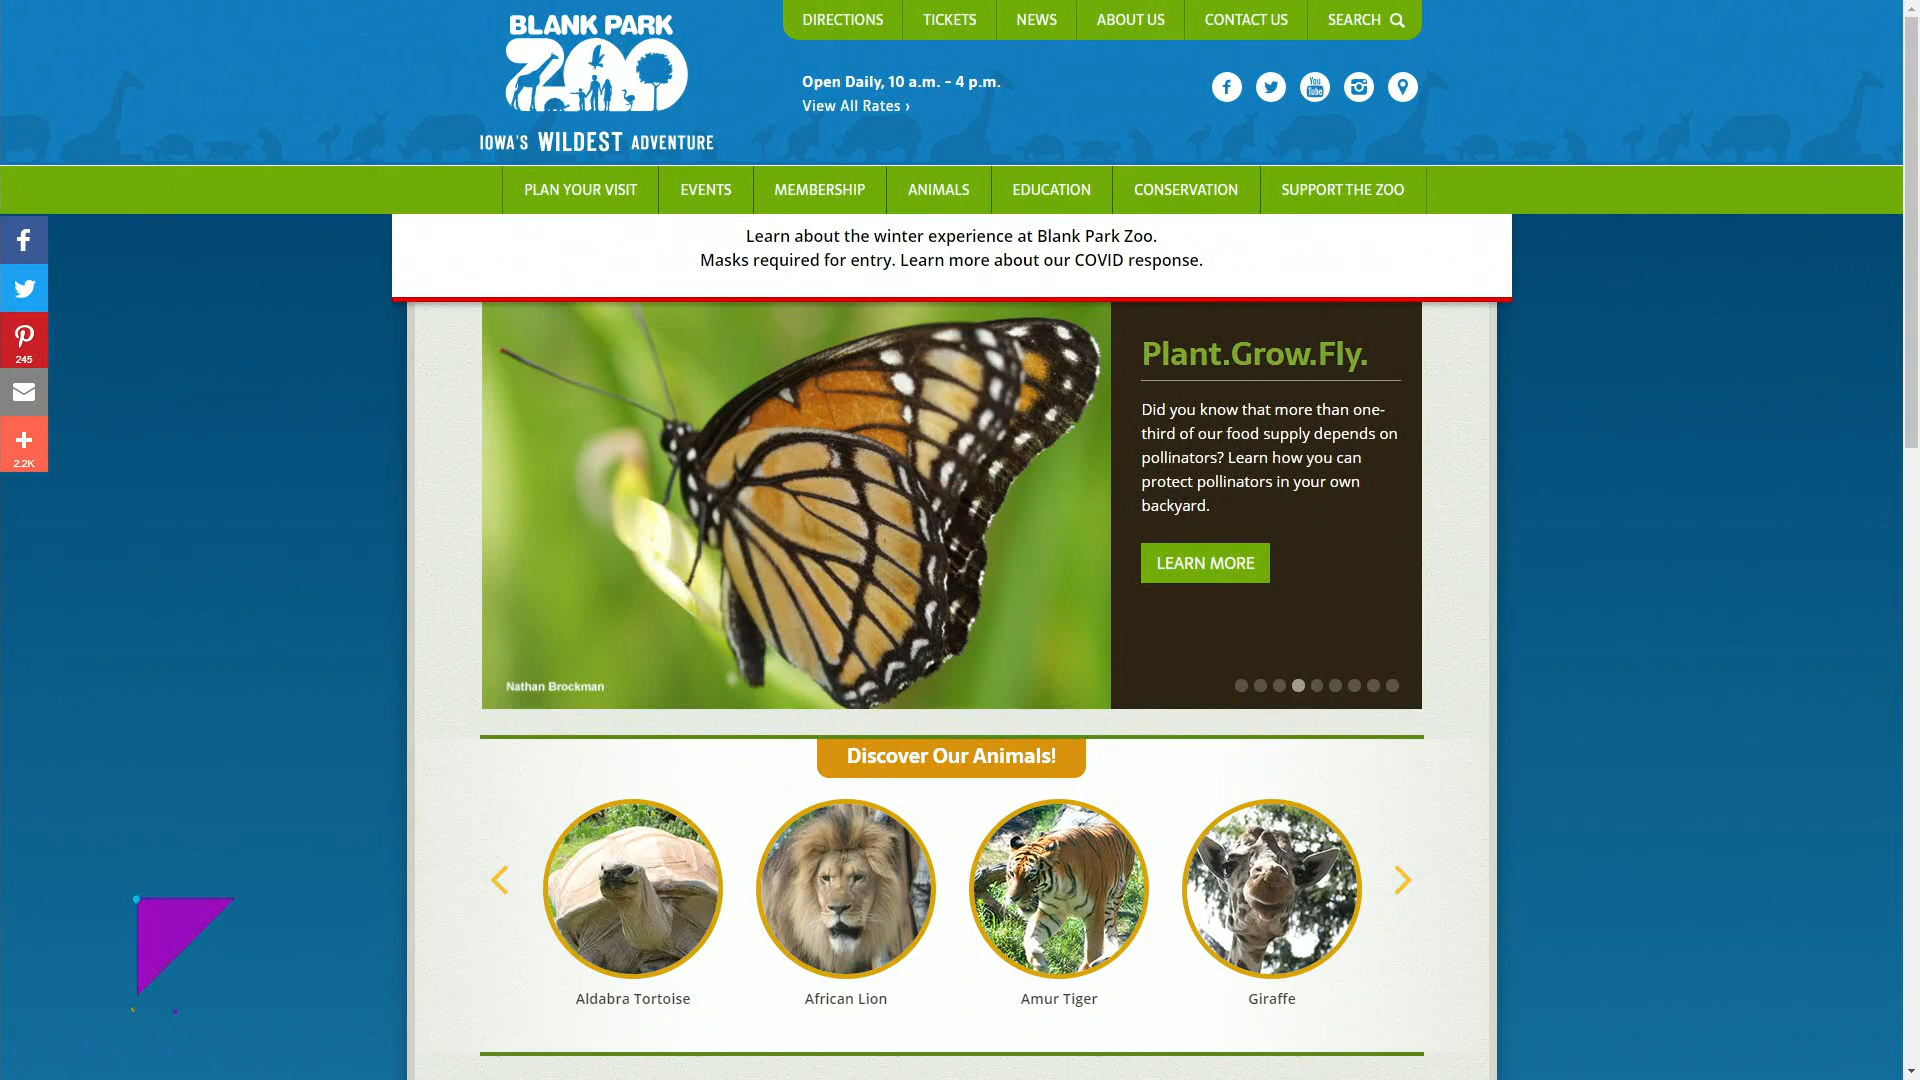 BLANK PARK
ZOO
IOWA'S WILDEST ADVENTURE
DIRECTIONS
TICKETS
NEWS
ABOUT US
CONTACT US
SEARCH
Open Daily, 10 a.m. - 4 p.m.
View All Rates ›
You
Tube
PLAN YOUR VISIT
EVENTS
MEMBERSHIP
ANIMALS
EDUCATION
CONSERVATION
SUPPORT THE ZOO
245
2.2K
Learn about the winter experience at Blank Park Zoo.
Masks required for entry. Learn more about our COVID response.
Nathan Brockman
Plant.Grow.Fly.
Did you know that more than one-
third of our food supply depends on
pollinators? Learn how you can
protect pollinators in your own
backyard.
LEARN MORE
Discover Our Animals!
Aldabra Tortoise
African Lion
Amur Tiger
Giraffe